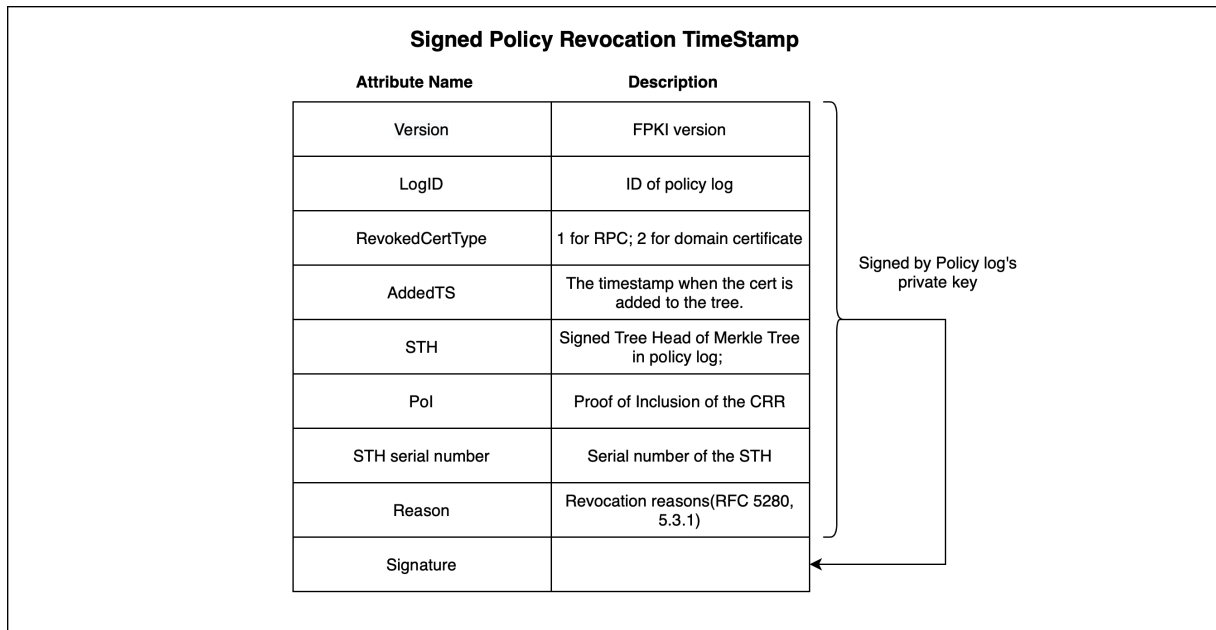 Signed Policy Revocation TimeStamp
Attribute Name
Description
Version
FPKI version
LogID
ID of policy log
RevokedCertType
1 for RPC; 2 for domain certificate
AddedTS
The timestamp when the cert is
added to the tree.
STH
Signed Tree Head of Merkle Tree
in policy log;
PoI
Proof of Inclusion of the CRR
STH serial number
Serial number of the STH
Reason
Revocation reasons(RFC 5280,
5.3.1)
Signature
Signed by Policy log's
private key